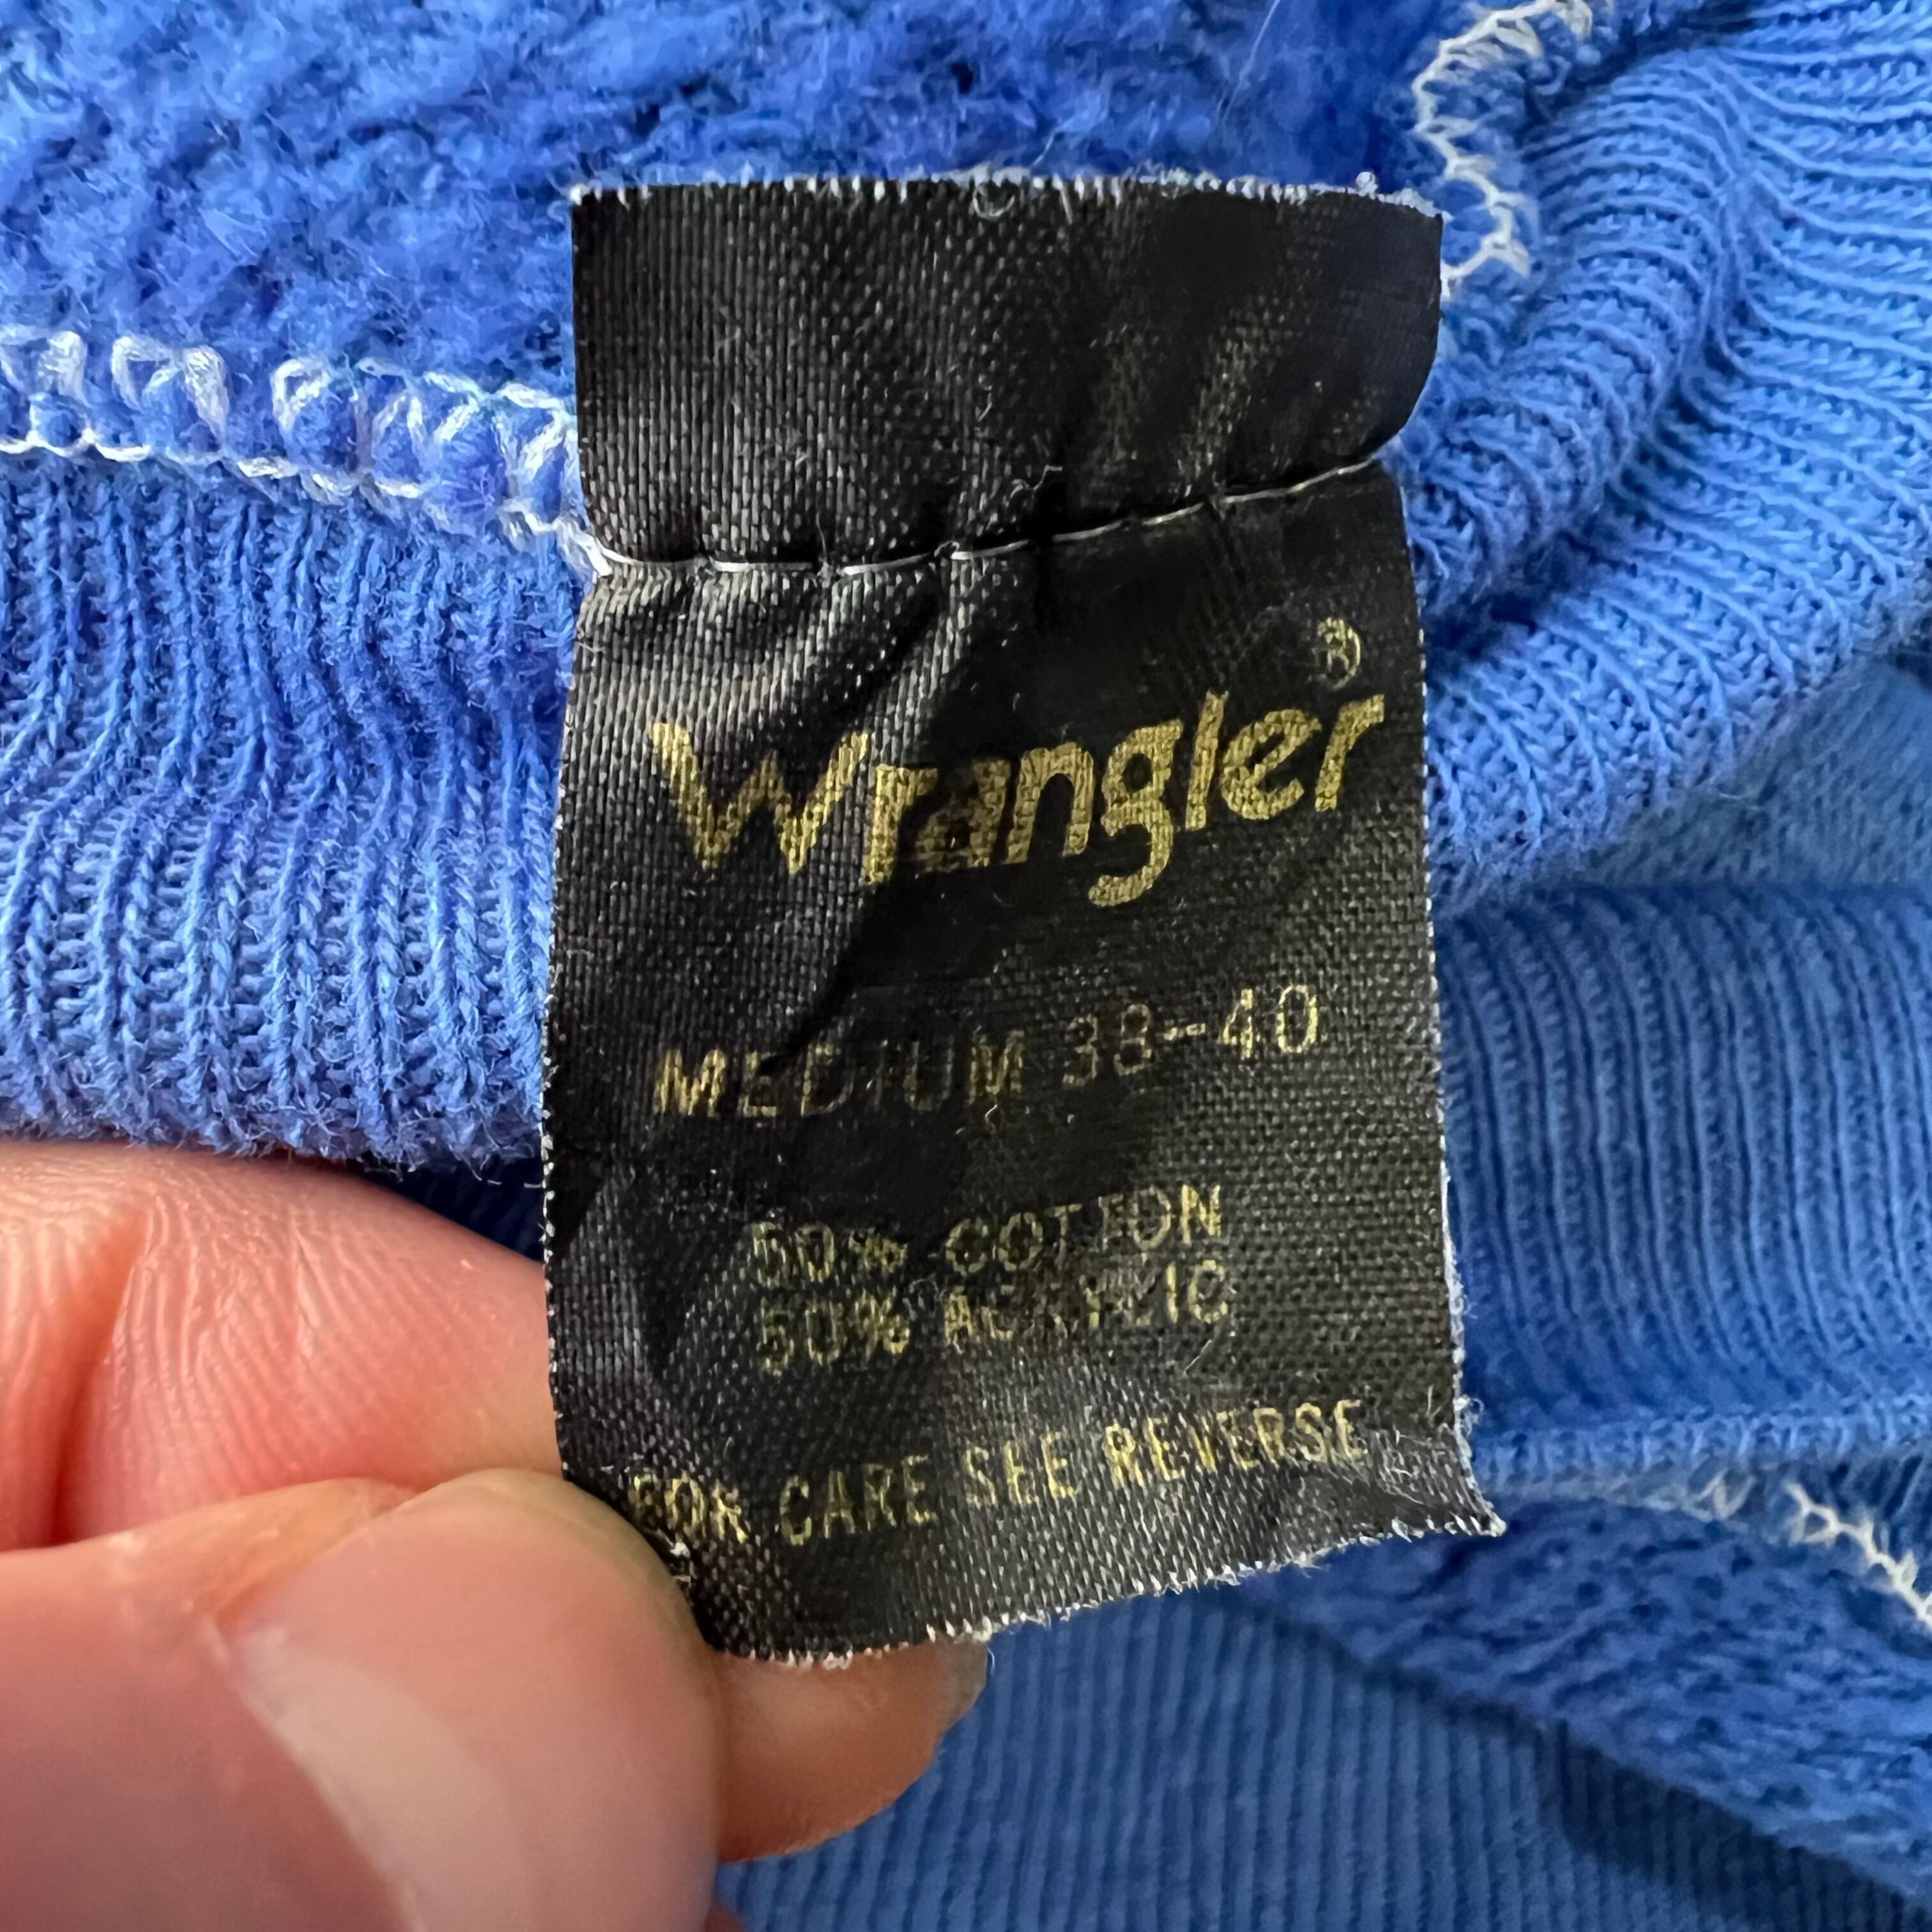 Wrangler®
MEDIUM 38-40
50% COTTON
50% ACRYLIC
FOR CARE SEE REVERSE